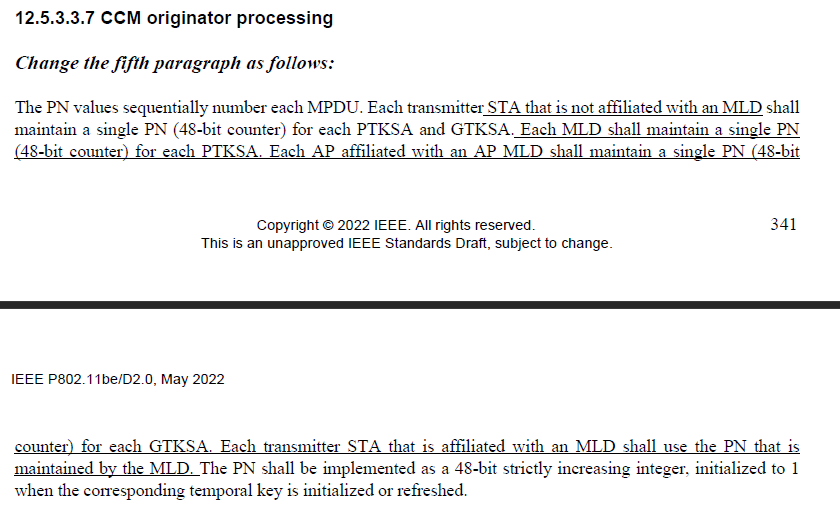 12.5.3.3.7 CCM originator processing
Change the fifth paragraph as follows:
The PN values sequentially number each MPDU. Each transmitter STA that is not affiliated with an MLD shall
maintain a single PN (48-bit counter) for each PTKSA and GTKSA. Each MLD shall maintain a single PN
(48-bit counter) for each PTKSA. Each AP affiliated with an AP MLD shall maintain a single PN (48-bit
Copyright © 2022 IEEE. All rights reserved. 341
This is an unapproved IEEE Standards Draft, subject to change.
IEEE P802.11be/D2.0, May 2022
counter) for each GTKSA. Each transmitter STA that is affiliated with an MLD shall use the PN that is
maintained by the MLD. The PN shall be implemented as a 48-bit strictly increasing integer, initialized to 1
when the corresponding temporal key is initialized or refreshed.